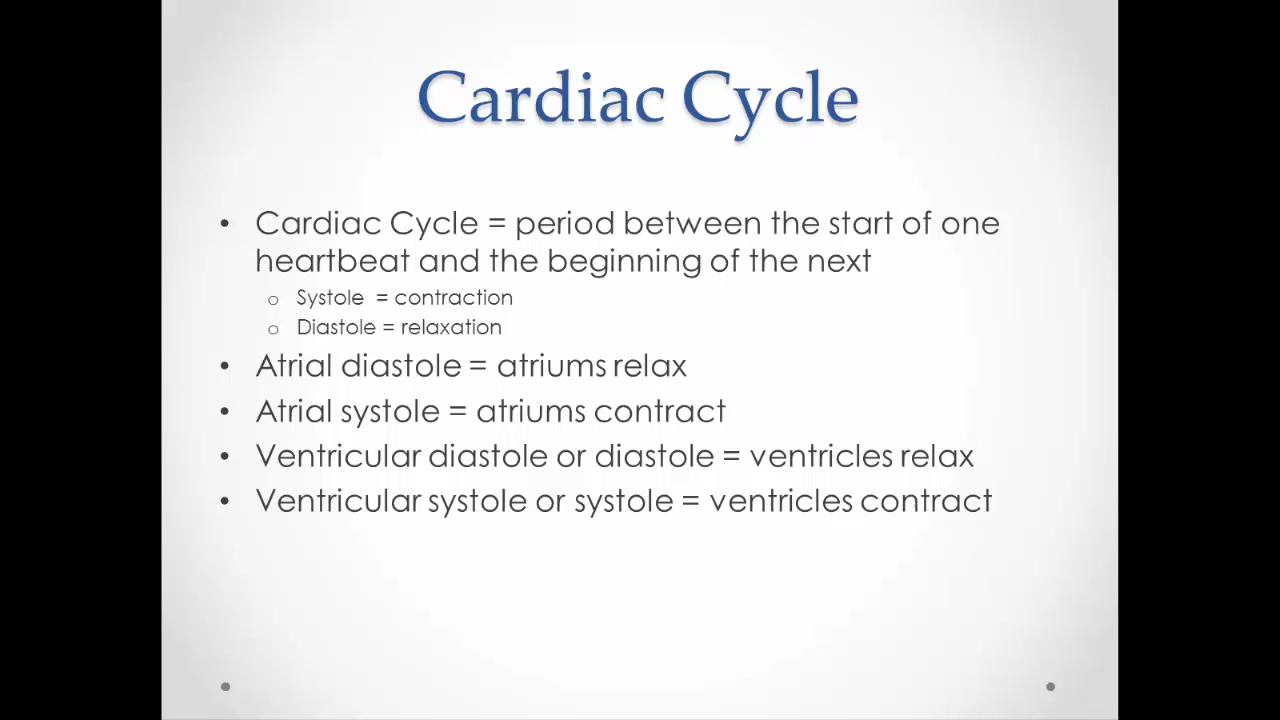 Cardiac Cycle
• Cardiac Cycle = period between the start of one
heartbeat and the beginning of the next
o Systole = contraction
o Diastole = relaxation
• Atrial diastole = atriums relax
• Atrial systole = atriums contract
• Ventricular diastole or diastole = ventricles relax
• Ventricular systole or systole = ventricles contract